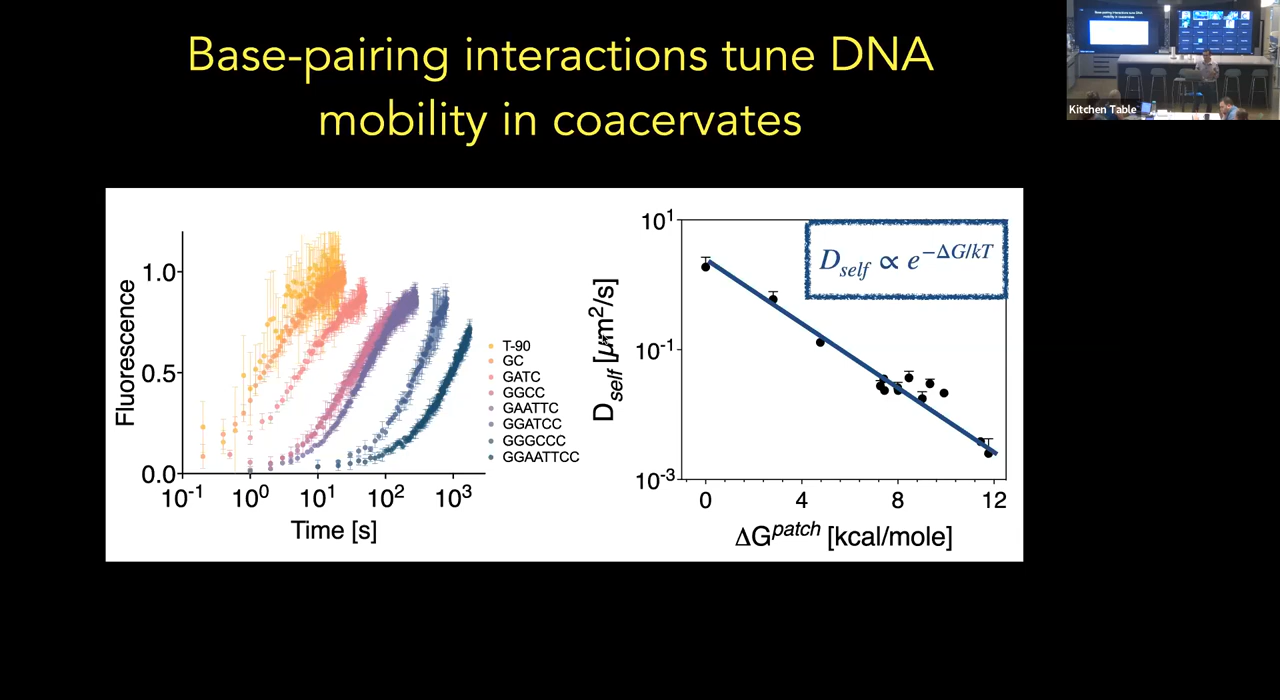 Base-pairing interactions tune DNA
mobility in coacervates
Kitchen Table
Fluorescence
1.0
0.5
0.0
10⁻¹ 10⁰ 10¹ 10² 10³
Time [s]
T-90
GC
GATC
GGCC
GAATTC
GGATCC
GGGCCC
GGAATTCC
D_self [μm²/s]
10¹
10⁻¹
10⁻³
D_self ∝ e^−ΔG/kT
0 4 8 12
ΔG^patch [kcal/mole]